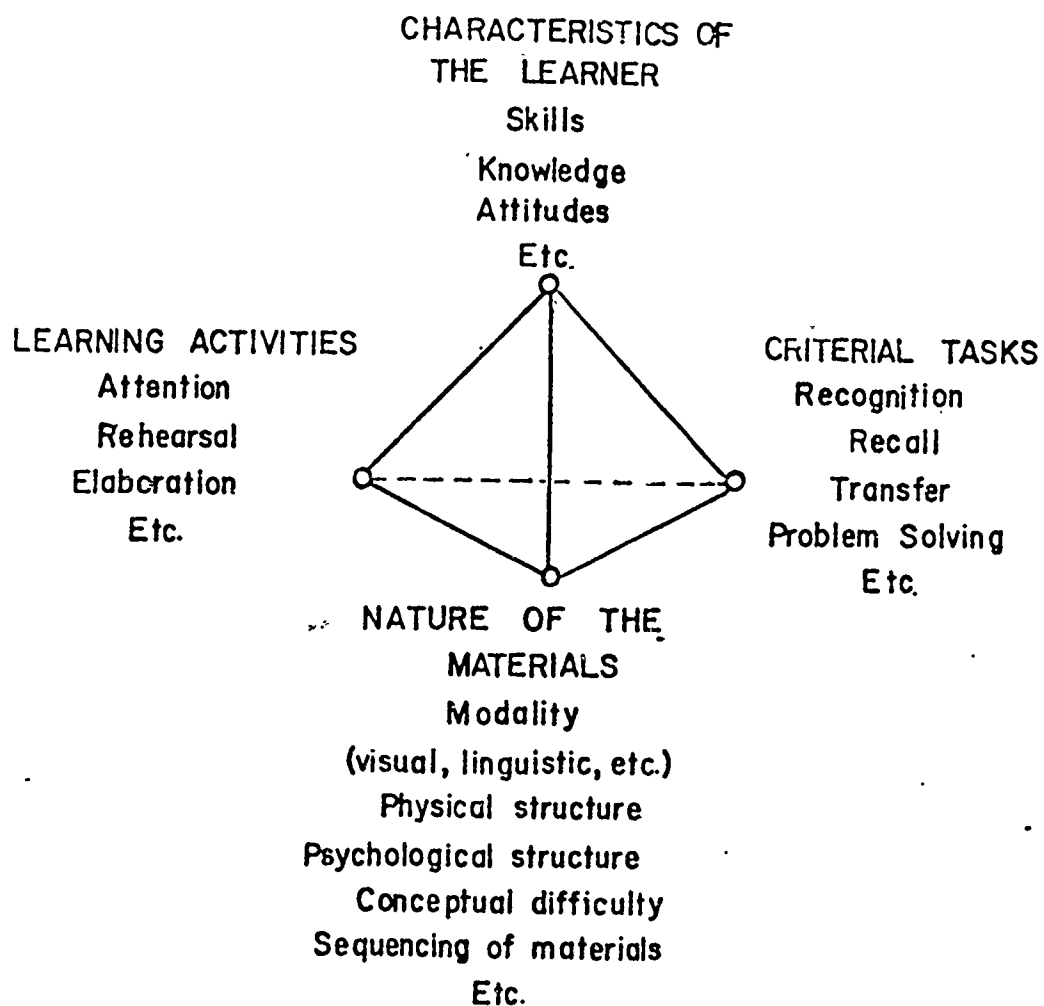 CHARACTERISTICS OF
THE LEARNER
Skills
Knowledge
Attitudes
Etc.
LEARNING ACTIVITIES
Attention
Rehearsal
Elaboration
Etc.
CRITERIAL TASKS
Recognition
Recall
Transfer
Problem Solving
Etc.
NATURE OF THE
MATERIALS
Modality
(visual, linguistic, etc.)
Physical structure
Psychological structure
Conceptual difficulty
Sequencing of materials
Etc.